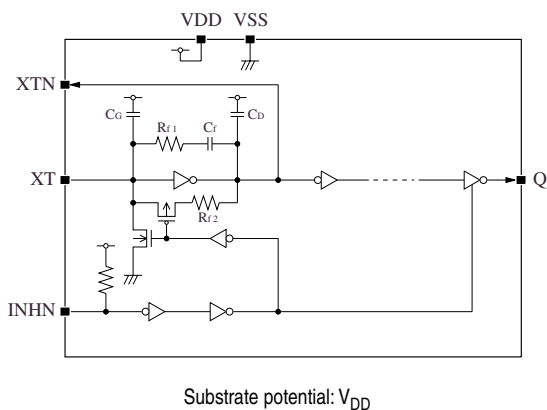 VDD VSS
XTN
CG CD
Rf1 Cf
XT Q
Rf2
INHN
Substrate potential: VDD